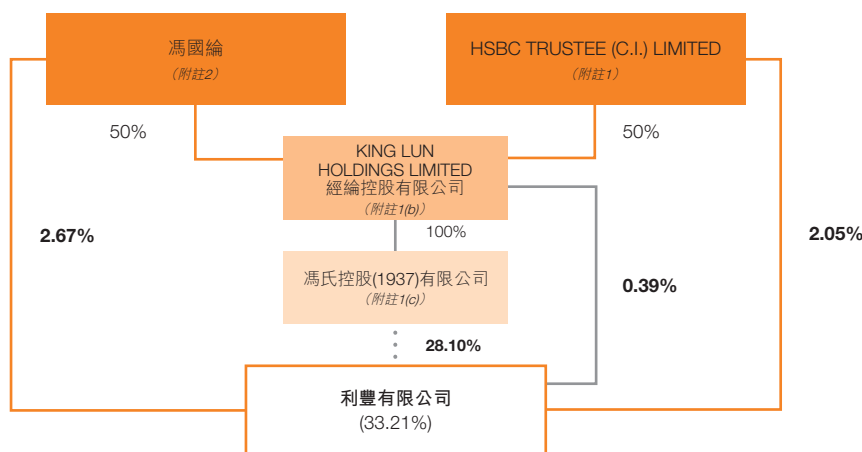 馮國綸
（附註2）
HSBC TRUSTEE (C.I.) LIMITED
（附註1）
50%
50%
KING LUN
HOLDINGS LIMITED
經綸控股有限公司
（附註1(b)）
2.67%
100%
2.05%
馮氏控股(1937)有限公司
（附註1(c)）
0.39%
28.10%
利豐有限公司
(33.21%)